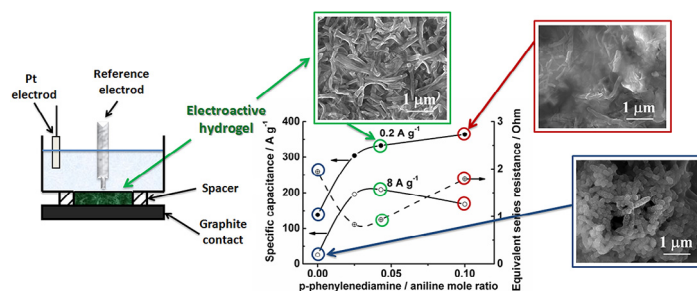 Pt
electrod
Reference
electrod
Electroactive
hydrogel
Spacer
Graphite
contact
1 µm
1 µm
1 µm
Specific capacitance / A g⁻¹
400
300
200
100
0.2 A g⁻¹
8 A g⁻¹
3
2
1
0
Equivalent series resistance / Ohm
0.00
0.05
0.10
p-phenylenediamine / aniline mole ratio